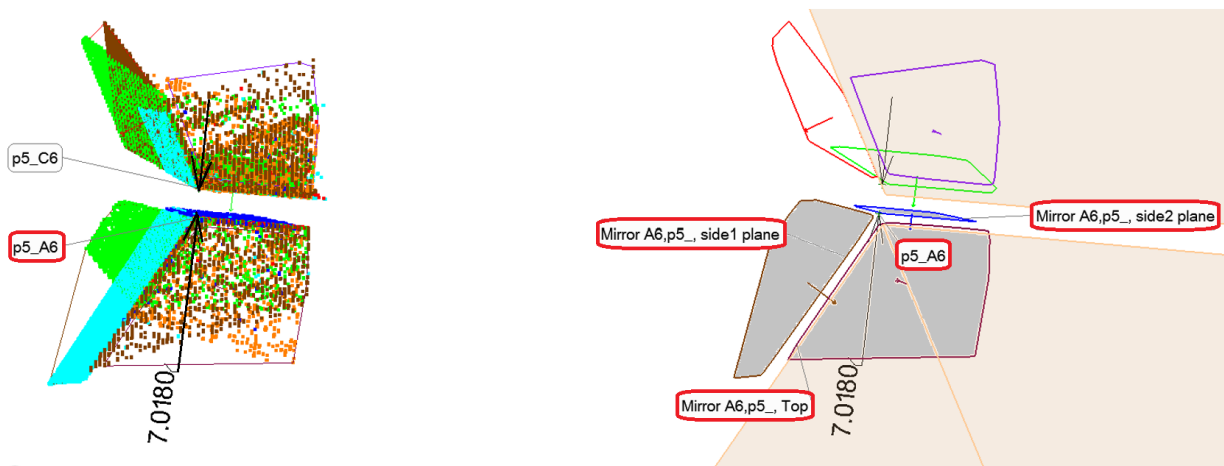 p5_C6
p5_A6
7.0180
Mirror A6,p5_, side1 plane
Mirror A6,p5_, side2 plane
p5_A6
Mirror A6,p5_, Top
7.0180